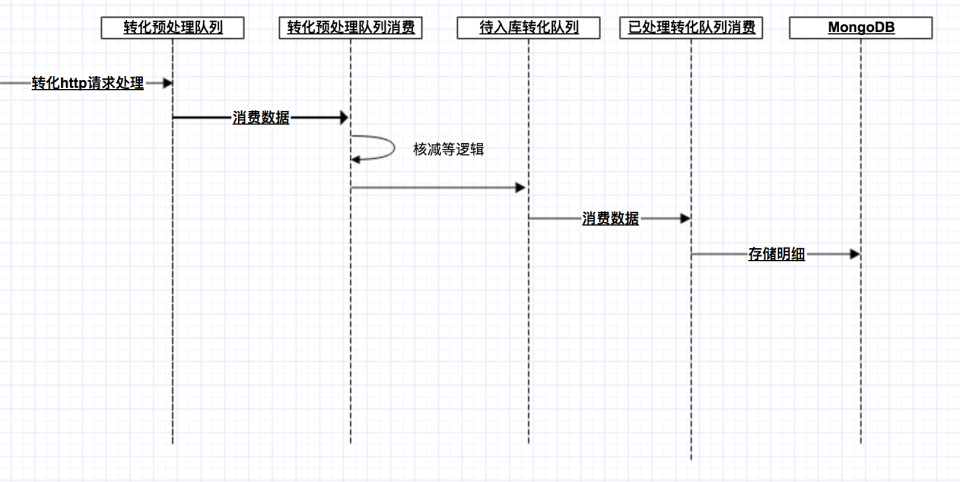 转化预处理队列
转化预处理队列消费
待入库转化队列
已处理转化队列消费
MongoDB
转化http请求处理
消费数据
核减等逻辑
消费数据
存储明细